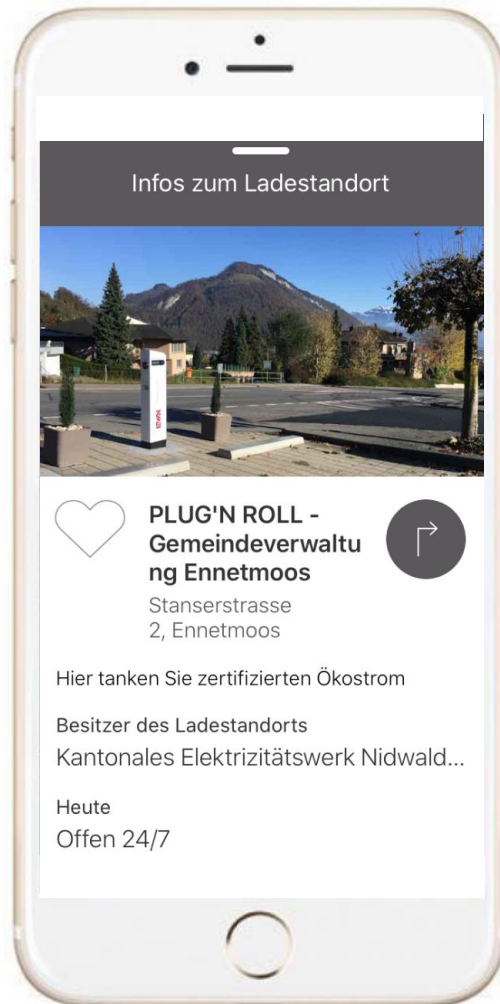 Infos zum Ladestandort
PLUG'N ROLL -
Gemeindeverwaltu
ng Ennetmoos
Stanserstrasse
2, Ennetmoos
Hier tanken Sie zertifizierten Ökostrom
Besitzer des Ladestandorts
Kantonales Elektrizitätswerk Nidwald...
Heute
Offen 24/7